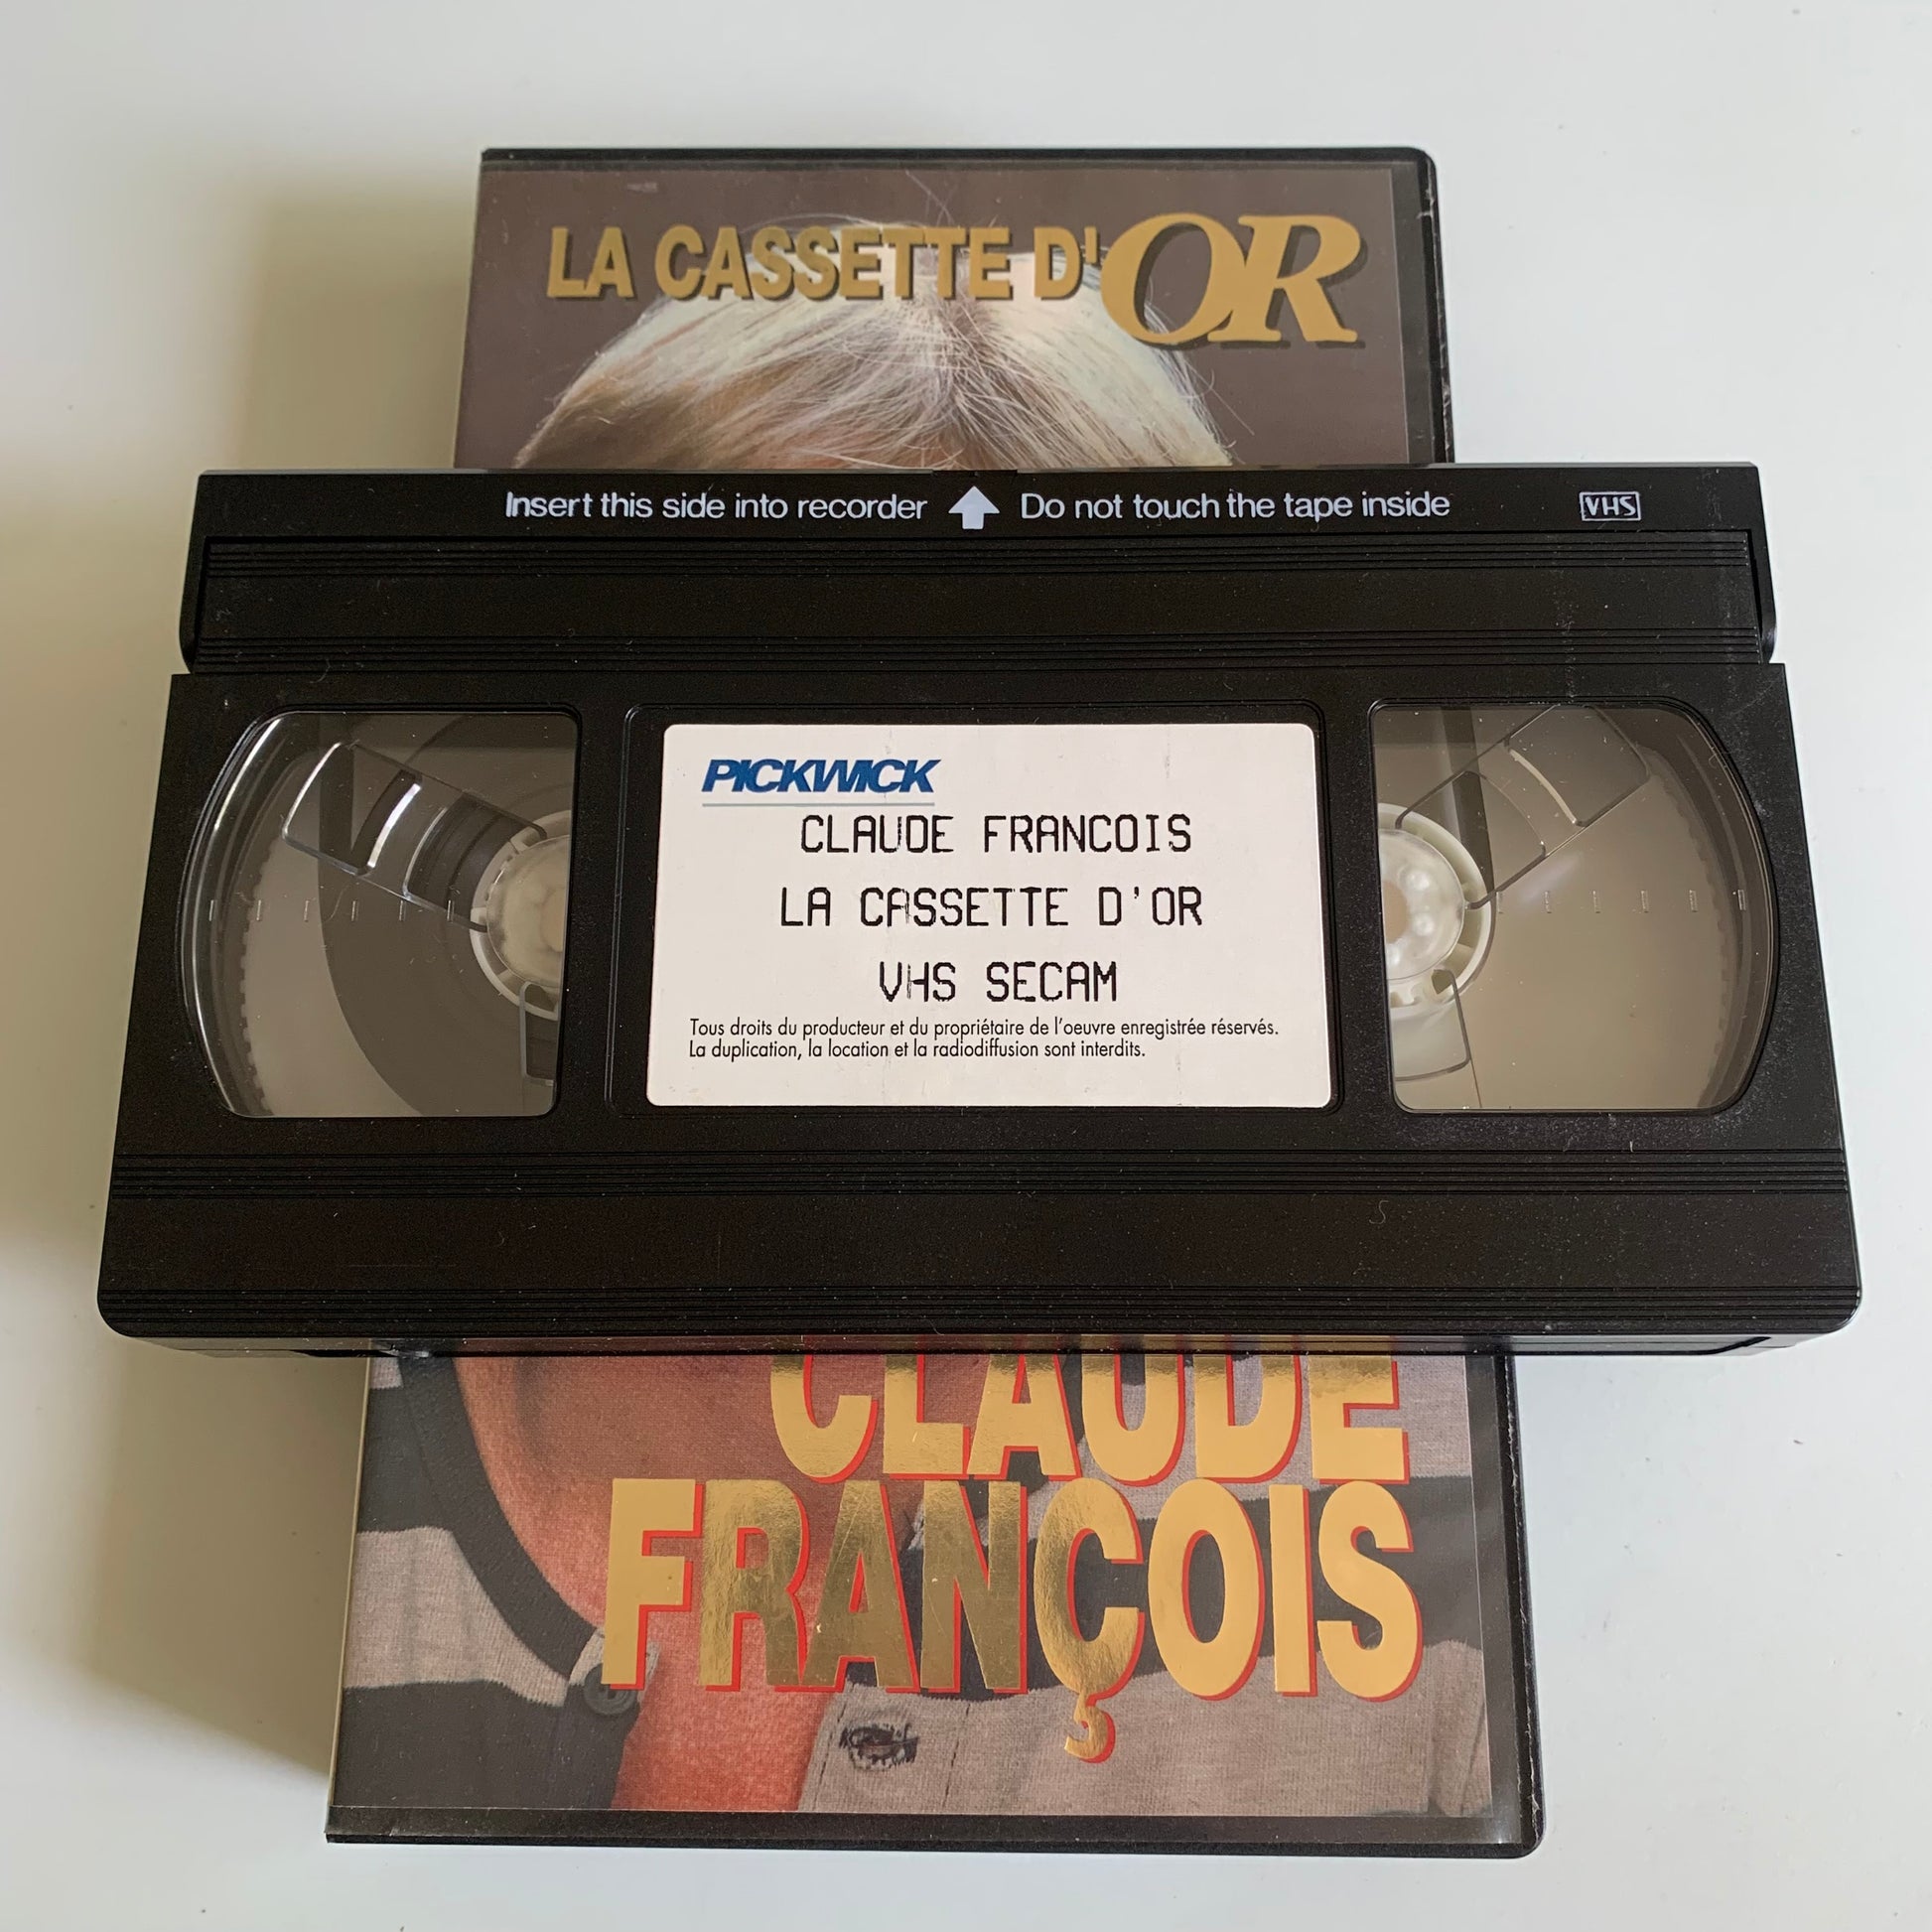 LA CASSETTE D'OR
Insert this side into recorder Do not touch the tape inside VHS
PICKWICK
CLAUDE FRANCOIS
LA CASSETTE D'OR
VHS SECAM
Tous droits du producteur et du propriétaire de l'oeuvre enregistrée réservés.
La duplication, la location et la radiodiffusion sont interdits.
CLAUDE
FRANÇOIS